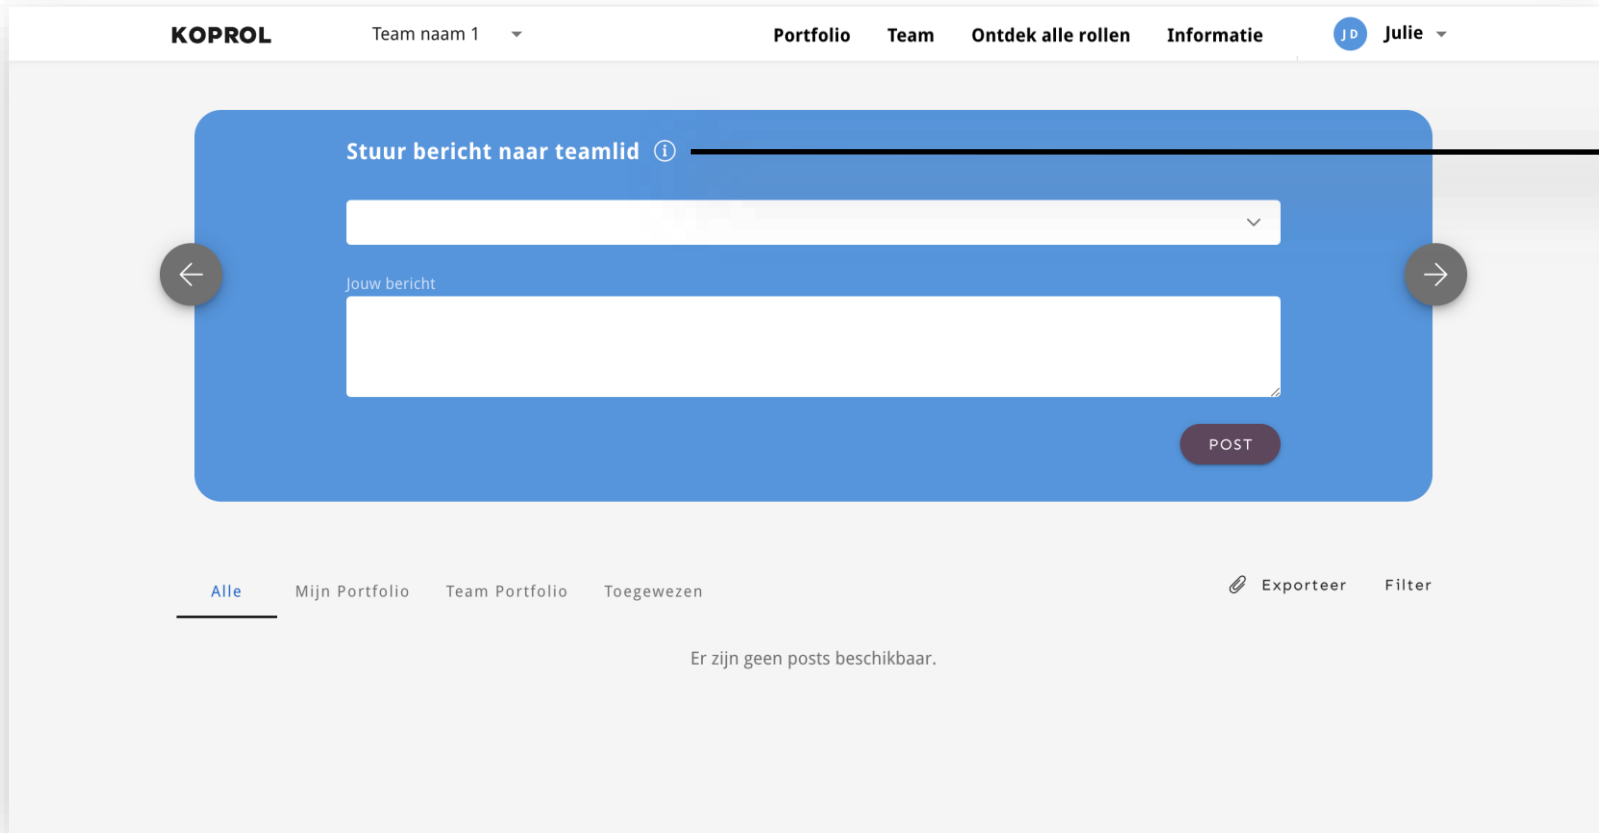 KOPROL Team naam 1 Portfolio Team Ontdek alle rollen Informatie JD Julie
Stuur bericht naar teamlid
Jouw bericht
POST
Alle Mijn Portfolio Team Portfolio Toegewezen Exporteer Filter
Er zijn geen posts beschikbaar.